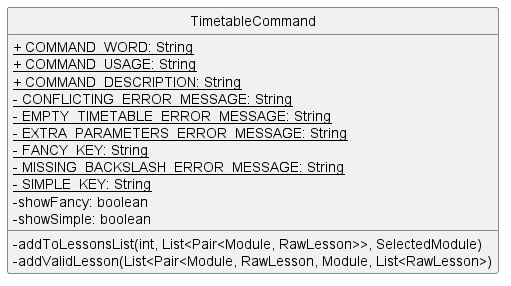 TimetableCommand
+ COMMAND_WORD: String
+ COMMAND_USAGE: String
+ COMMAND_DESCRIPTION: String
- CONFLICTING_ERROR_MESSAGE: String
- EMPTY_TIMETABLE_ERROR_MESSAGE: String
- EXTRA_PARAMETERS_ERROR_MESSAGE: String
- FANCY_KEY: String
- MISSING_BACKSLASH_ERROR_MESSAGE: String
- SIMPLE_KEY: String
-showFancy: boolean
-showSimple: boolean
-addToLessonsList(int, List<Pair<Module, RawLesson>>, SelectedModule)
-addValidLesson(List<Pair<Module, RawLesson, Module, List<RawLesson>)